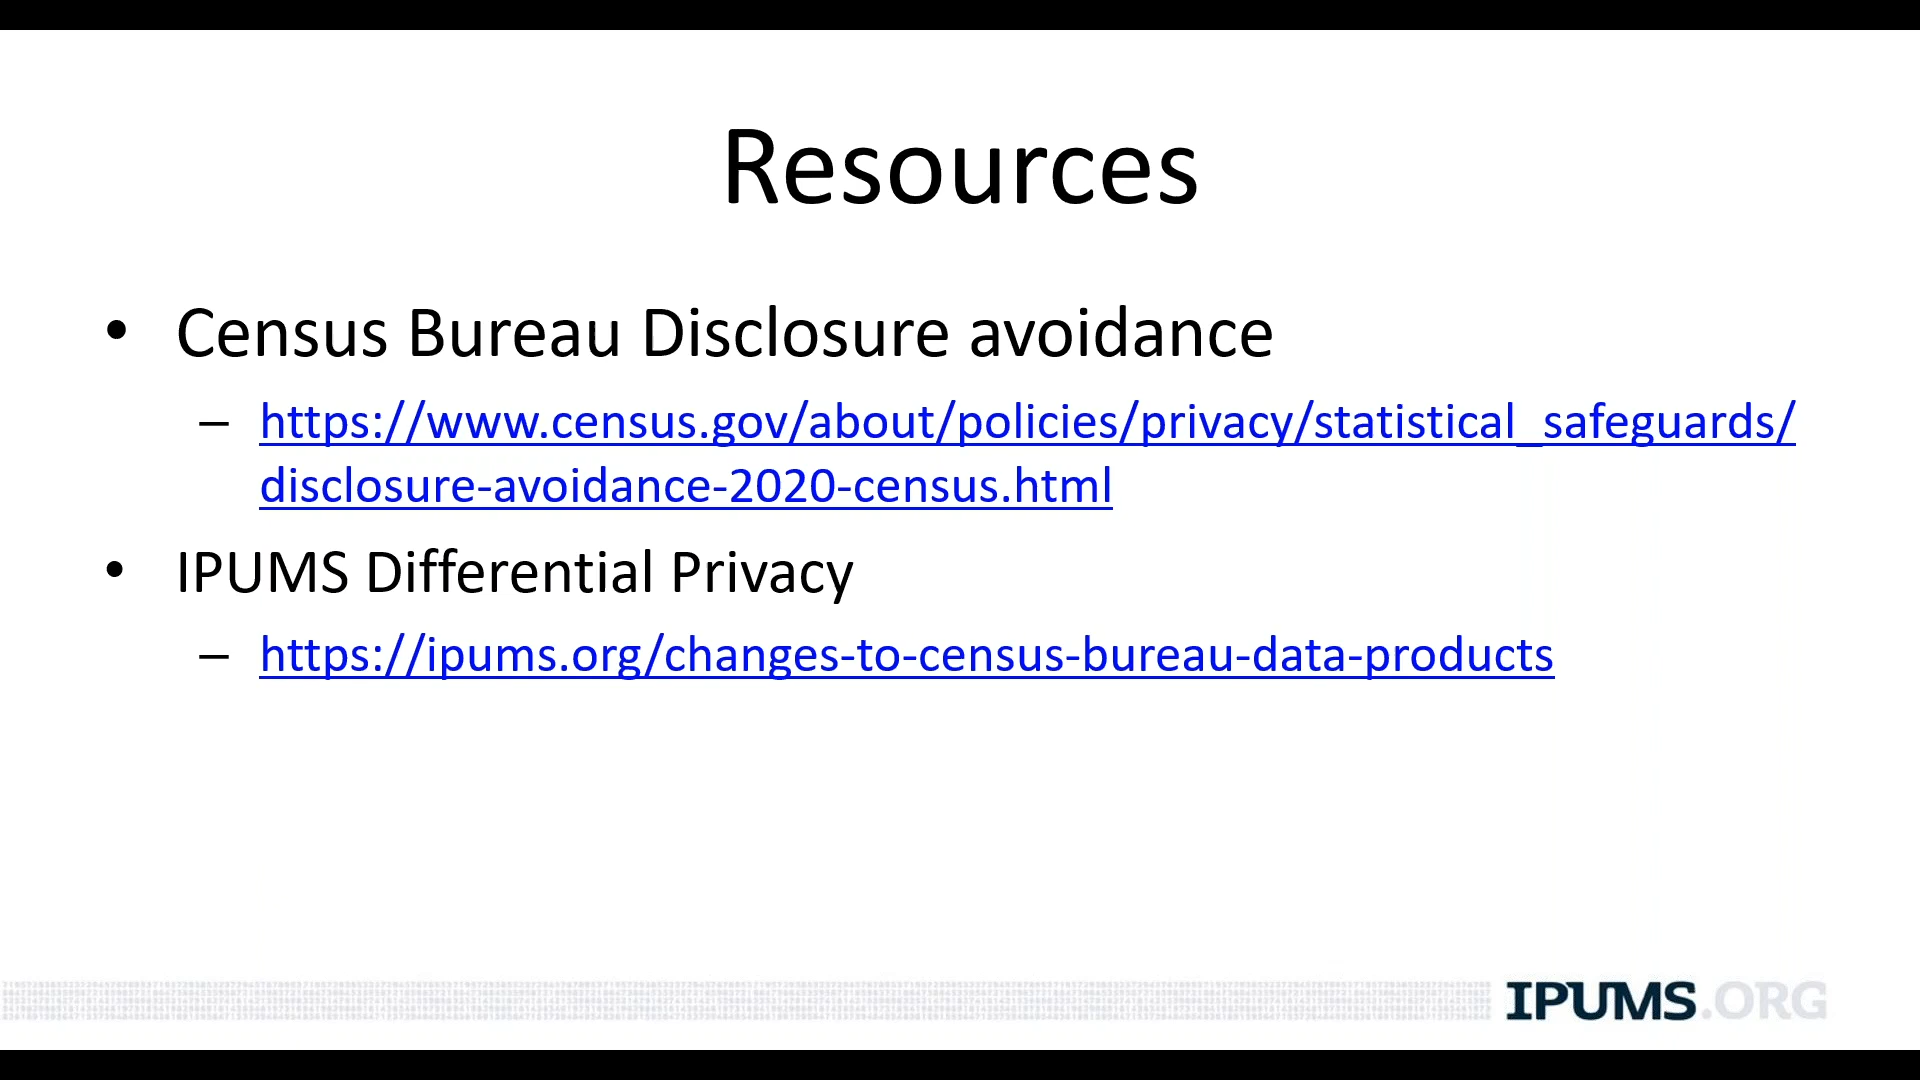 Resources
• Census Bureau Disclosure avoidance
– https://www.census.gov/about/policies/privacy/statistical_safeguards/
disclosure-avoidance-2020-census.html
• IPUMS Differential Privacy
– https://ipums.org/changes-to-census-bureau-data-products
IPUMS.ORG